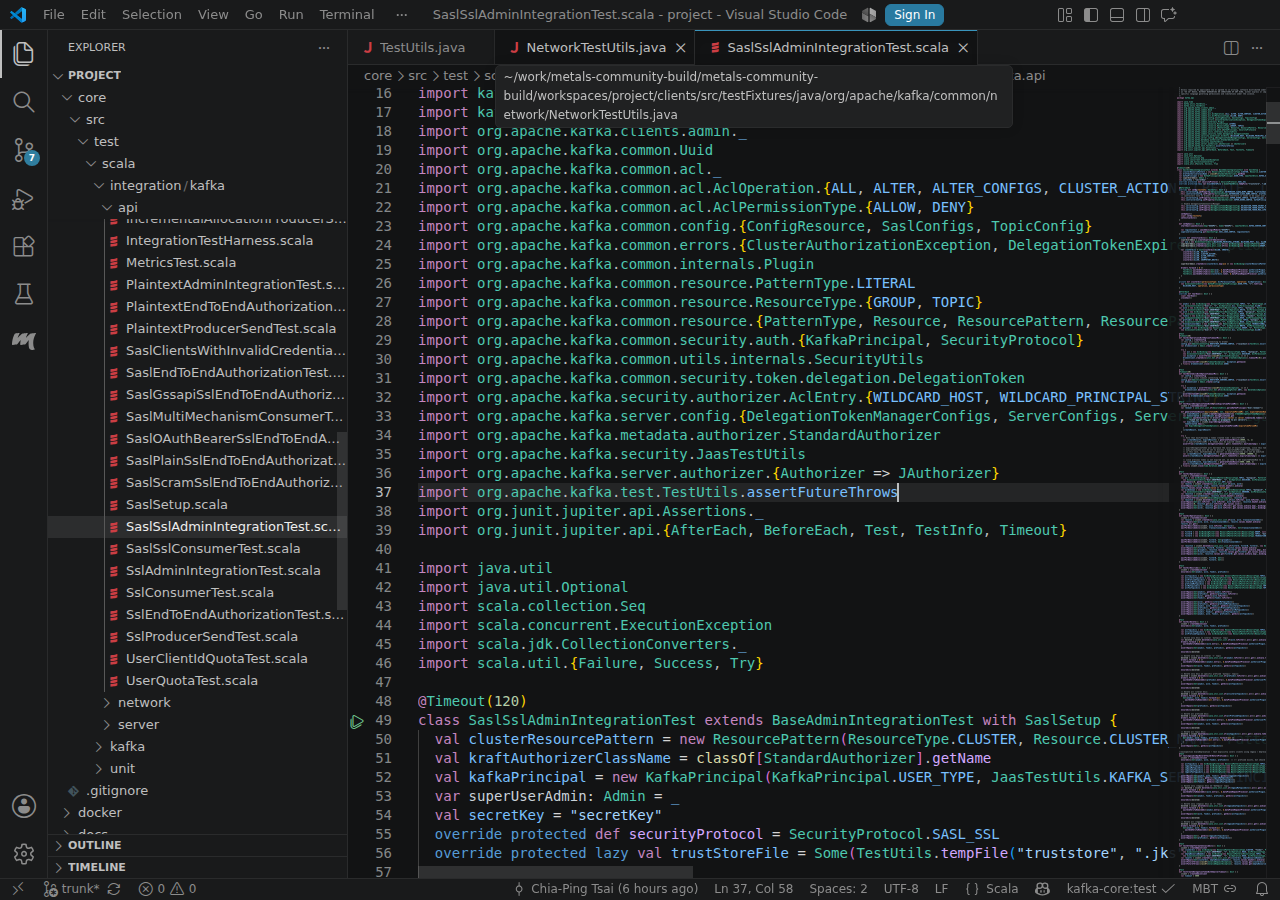 File Edit Selection View Go Run Terminal ··· SaslSslAdminIntegrationTest.scala - project - Visual Studio Code Sign In
EXPLORER ···
TestUtils.java NetworkTestUtils.java SaslSslAdminIntegrationTest.scala ···
core > src > test > sc
a.api
~/work/metals-community-build/metals-community-
build/workspaces/project/clients/src/testFixtures/java/org/apache/kafka/common/n
etwork/NetworkTestUtils.java
PROJECT
core
src
test
scala
integration / kafka
api
IncrementalAllocationProducerS...
IntegrationTestHarness.scala
MetricsTest.scala
PlaintextAdminIntegrationTest.s...
PlaintextEndToEndAuthorization...
PlaintextProducerSendTest.scala
SaslClientsWithInvalidCredentia...
SaslEndToEndAuthorizationTest....
SaslGssapiSslEndToEndAuthoriz...
SaslMultiMechanismConsumerT...
SaslOAuthBearerSslEndToEndA...
SaslPlainSslEndToEndAuthorizat...
SaslScramSslEndToEndAuthoriz...
SaslSetup.scala
SaslSslAdminIntegrationTest.sc...
SaslSslConsumerTest.scala
SslAdminIntegrationTest.scala
SslConsumerTest.scala
SslEndToEndAuthorizationTest.s...
SslProducerSendTest.scala
UserClientIdQuotaTest.scala
UserQuotaTest.scala
network
server
kafka
unit
.gitignore
docker
docs
OUTLINE
TIMELINE
7
16 import ka
17 import ka
18 import org.apache.kafka.clients.admin._
19 import org.apache.kafka.common.Uuid
20 import org.apache.kafka.common.acl._
21 import org.apache.kafka.common.acl.AclOperation.{ALL, ALTER, ALTER_CONFIGS, CLUSTER_ACTIO
22 import org.apache.kafka.common.acl.AclPermissionType.{ALLOW, DENY}
23 import org.apache.kafka.common.config.{ConfigResource, SaslConfigs, TopicConfig}
24 import org.apache.kafka.common.errors.{ClusterAuthorizationException, DelegationTokenExpi
25 import org.apache.kafka.common.internals.Plugin
26 import org.apache.kafka.common.resource.PatternType.LITERAL
27 import org.apache.kafka.common.resource.ResourceType.{GROUP, TOPIC}
28 import org.apache.kafka.common.resource.{PatternType, Resource, ResourcePattern, Resource
29 import org.apache.kafka.common.security.auth.{KafkaPrincipal, SecurityProtocol}
30 import org.apache.kafka.common.utils.internals.SecurityUtils
31 import org.apache.kafka.common.security.token.delegation.DelegationToken
32 import org.apache.kafka.security.authorizer.AclEntry.{WILDCARD_HOST, WILDCARD_PRINCIPAL_S
33 import org.apache.kafka.server.config.{DelegationTokenManagerConfigs, ServerConfigs, Serve
34 import org.apache.kafka.metadata.authorizer.StandardAuthorizer
35 import org.apache.kafka.security.JaasTestUtils
36 import org.apache.kafka.server.authorizer.{Authorizer => JAuthorizer}
37 import org.apache.kafka.test.TestUtils.assertFutureThrows
38 import org.junit.jupiter.api.Assertions._
39 import org.junit.jupiter.api.{AfterEach, BeforeEach, Test, TestInfo, Timeout}
40
41 import java.util
42 import java.util.Optional
43 import scala.collection.Seq
44 import scala.concurrent.ExecutionException
45 import scala.jdk.CollectionConverters._
46 import scala.util.{Failure, Success, Try}
47
48 @Timeout(120)
49 class SaslSslAdminIntegrationTest extends BaseAdminIntegrationTest with SaslSetup {
50 val clusterResourcePattern = new ResourcePattern(ResourceType.CLUSTER, Resource.CLUSTER
51 val kraftAuthorizerClassName = classOf[StandardAuthorizer].getName
52 val kafkaPrincipal = new KafkaPrincipal(KafkaPrincipal.USER_TYPE, JaasTestUtils.KAFKA_SE
53 var superUserAdmin: Admin = _
54 val secretKey = "secretKey"
55 override protected def securityProtocol = SecurityProtocol.SASL_SSL
56 override protected lazy val trustStoreFile = Some(TestUtils.tempFile("truststore", ".jks
57
trunk* 0 0 Chia-Ping Tsai (6 hours ago) Ln 37, Col 58 Spaces: 2 UTF-8 LF { } Scala kafka-core:test MBT